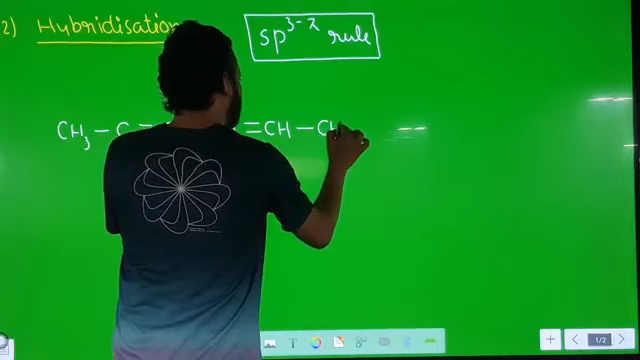 2) Hybridisation
sp³⁻ˣ rule
CH₃ — C = = CH — CH
1/2